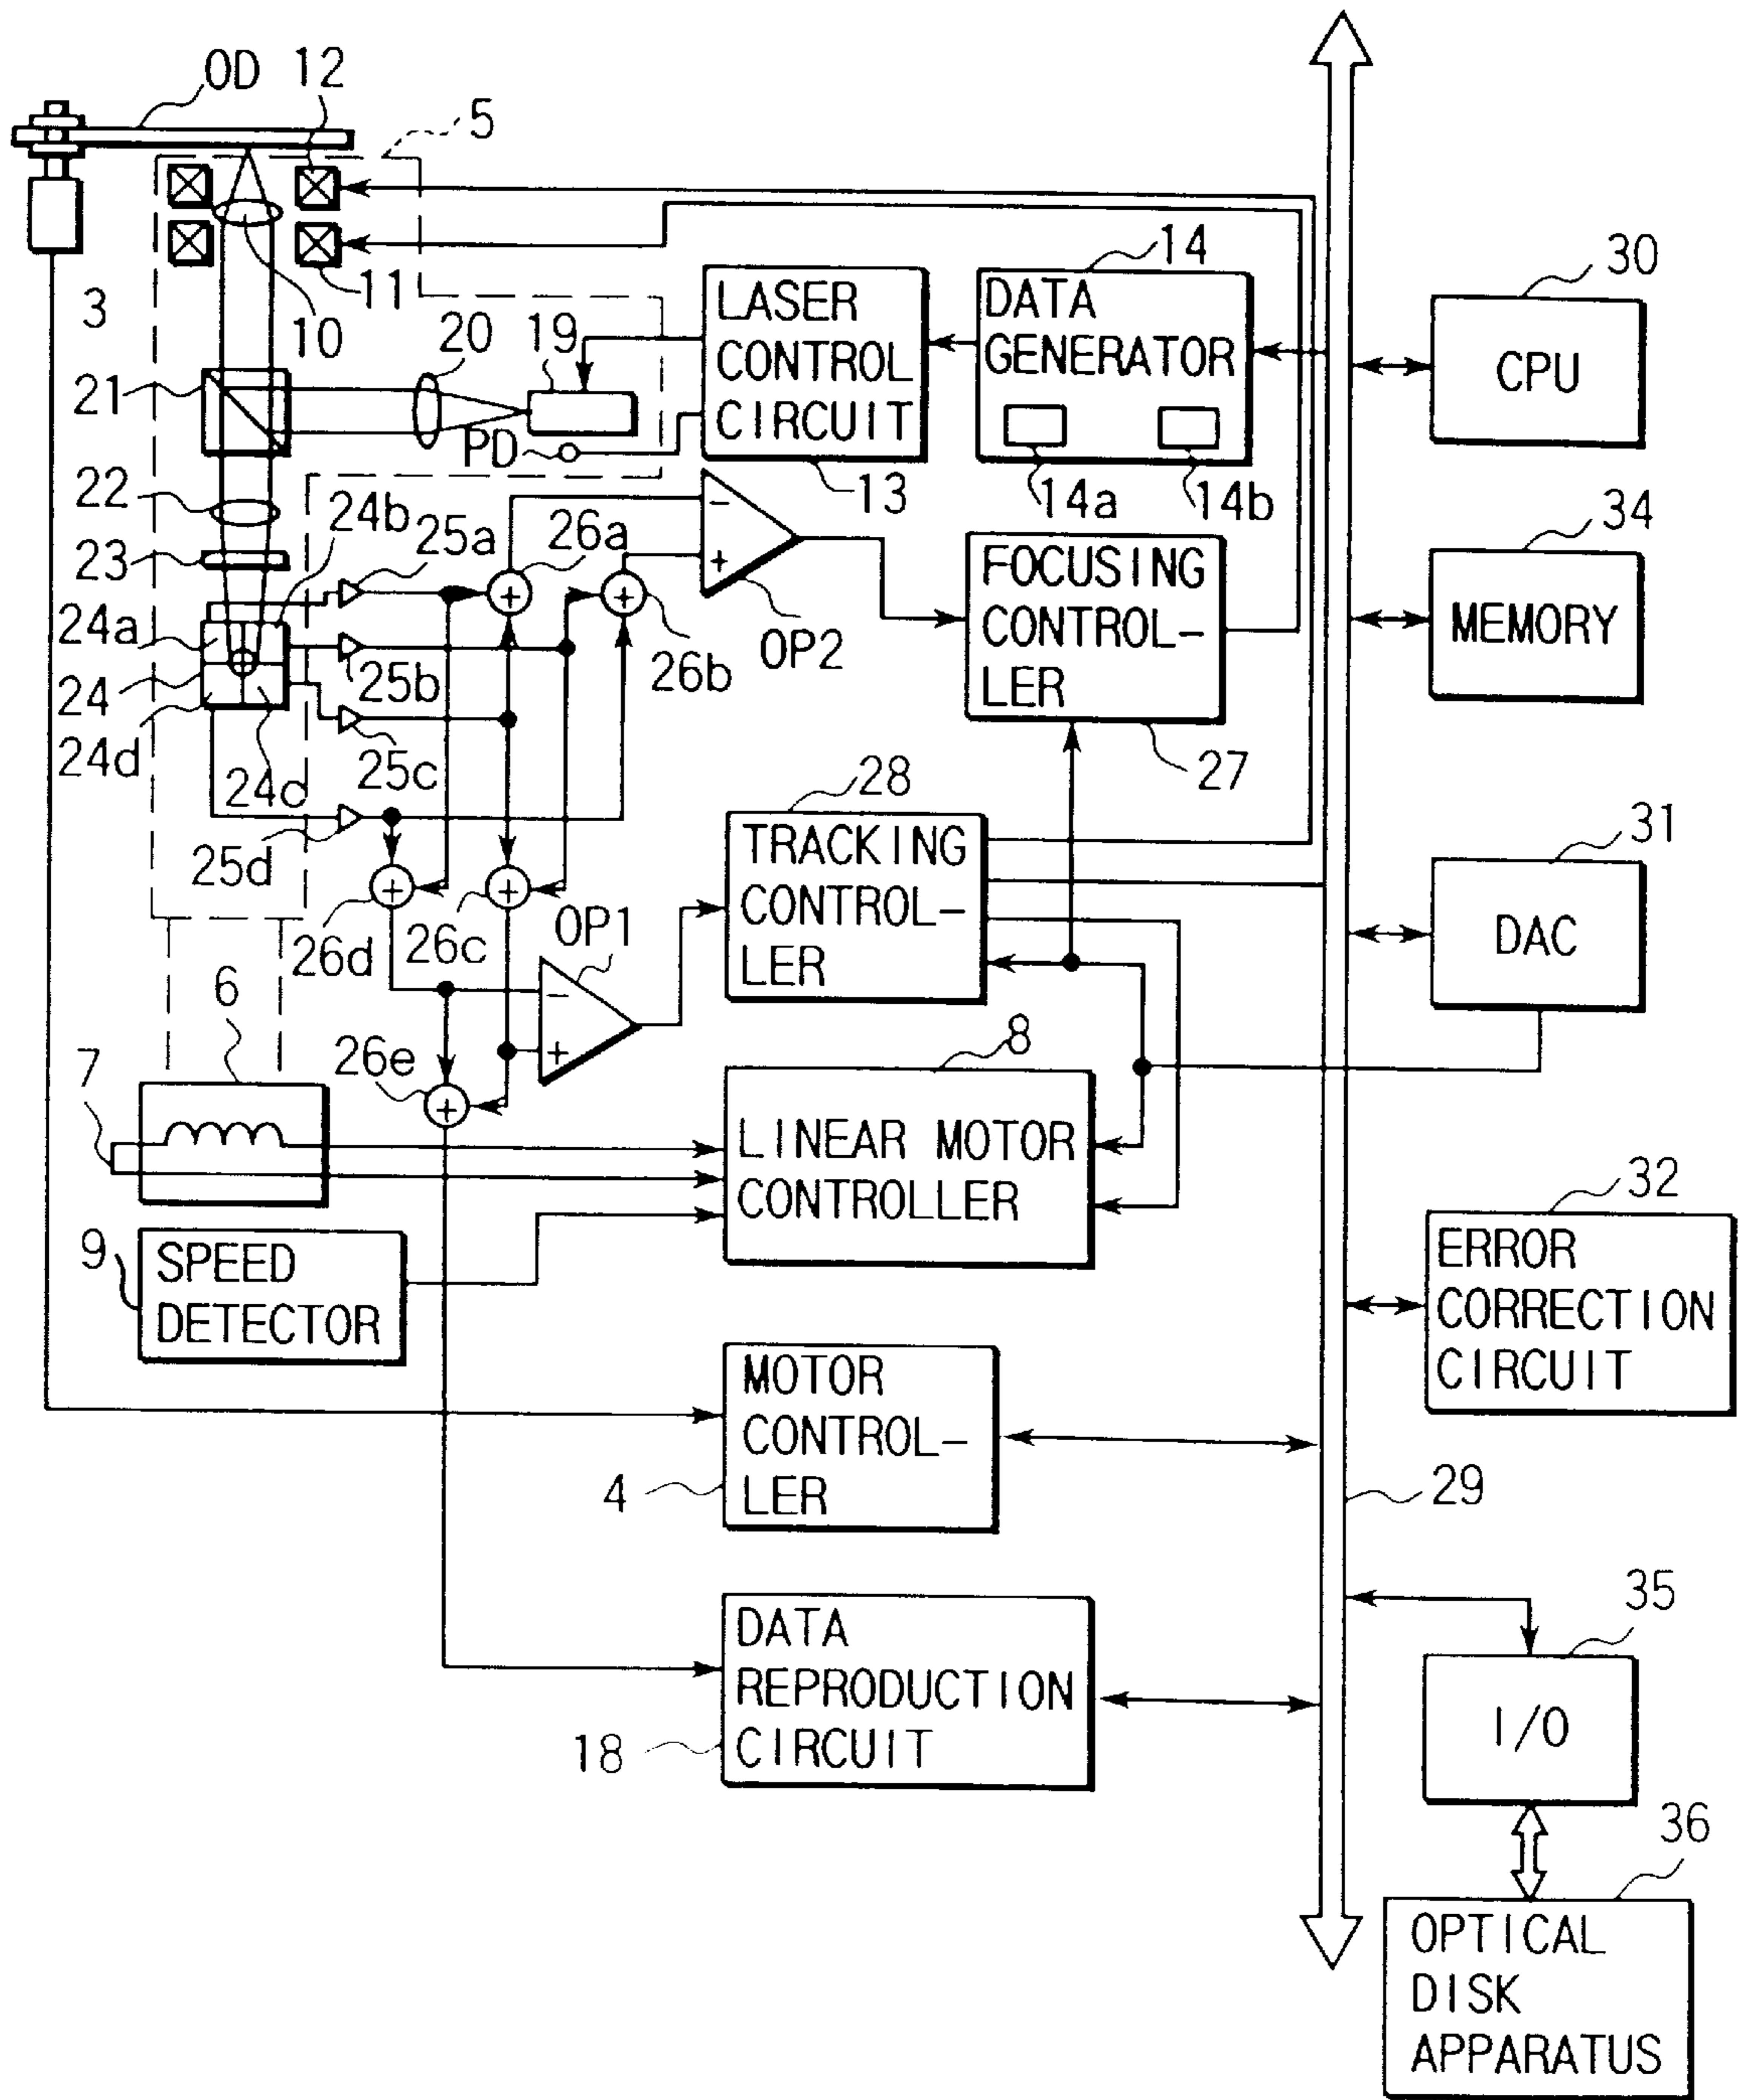 OD
12
5
3
11
10
20
19
21
PD
LASER
CONTROL
CIRCUIT
13
14
DATA
GENERATOR
14a
14b
30
CPU
22
23
24b
24a
24
24d
24c
25a
25b
25c
25d
26a
26b
-
+
OP2
FOCUSING
CONTROL-
LER
27
34
MEMORY
+
+
+
+
26d
26c
OP1
-
+
28
TRACKING
CONTROL-
LER
31
DAC
6
7
26e
+
8
LINEAR MOTOR
CONTROLLER
9
SPEED
DETECTOR
32
ERROR
CORRECTION
CIRCUIT
MOTOR
CONTROL-
LER
4
29
DATA
REPRODUCTION
CIRCUIT
18
35
I/O
36
OPTICAL
DISK
APPARATUS